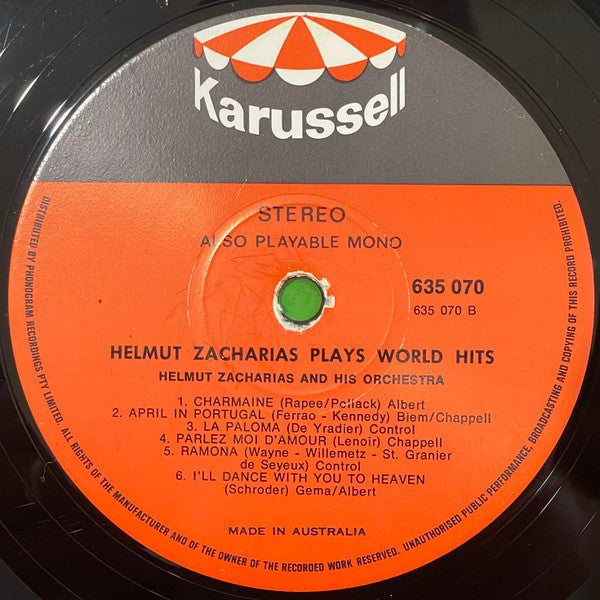 Karussell
STEREO
ALSO PLAYABLE MONO
635 070
635 070 B
HELMUT ZACHARIAS PLAYS WORLD HITS
HELMUT ZACHARIAS AND HIS ORCHESTRA
1. CHARMAINE (Rapee/Pollack) Albert
2. APRIL IN PORTUGAL (Ferrao - Kennedy) Biem/Chappell
3. LA PALOMA (De Yradier) Control
4. PARLEZ MOI D'AMOUR (Lenoir) Chappell
5. RAMONA (Wayne - Willemetz - St. Granier
de Seyeux) Control
6. I'LL DANCE WITH YOU TO HEAVEN
(Schroder) Gema/Albert
MADE IN AUSTRALIA
DISTRIBUTED BY PHONOGRAM RECORDINGS PTY LIMITED. ALL RIGHTS OF THE MANUFACTURER AND OF THE OWNER OF THE RECORDED WORK RESERVED. UNAUTHORISED PUBLIC PERFORMANCE, BROADCASTING AND COPYING OF THIS RECORD PROHIBITED.